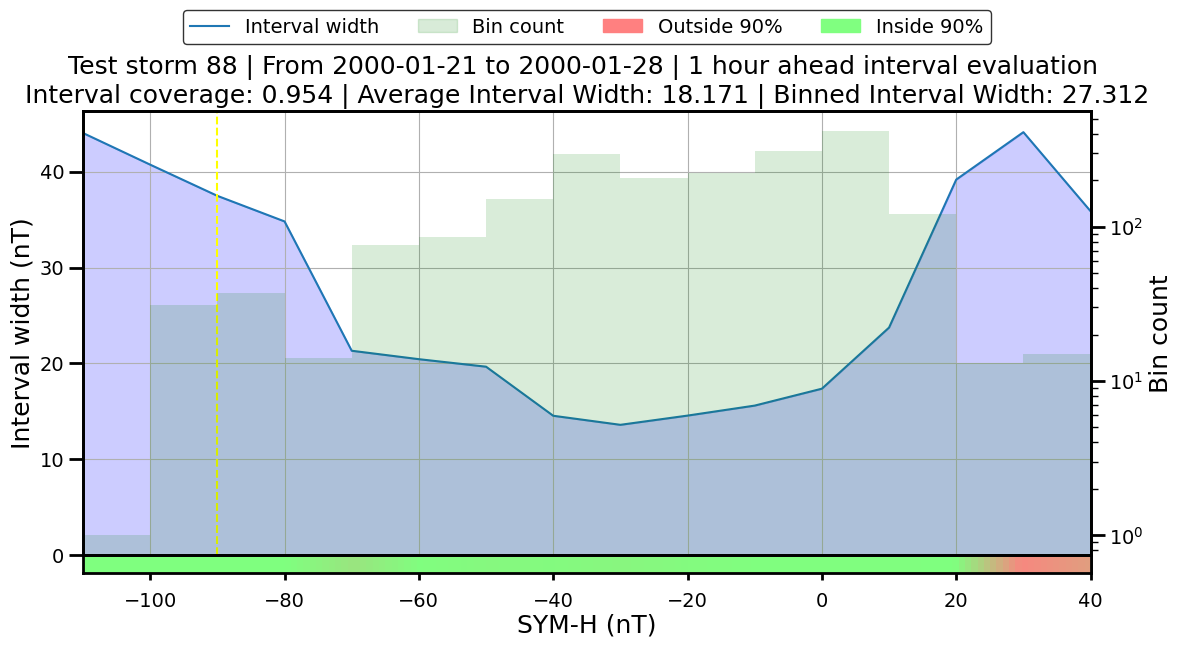 Interval width Bin count Outside 90% Inside 90%
Test storm 88 | From 2000-01-21 to 2000-01-28 | 1 hour ahead interval evaluation
Interval coverage: 0.954 | Average Interval Width: 18.171 | Binned Interval Width: 27.312
Interval width (nT)
40
30
20
10
0
10²
10¹
10⁰
Bin count
−100 −80 −60 −40 −20 0 20 40
SYM-H (nT)